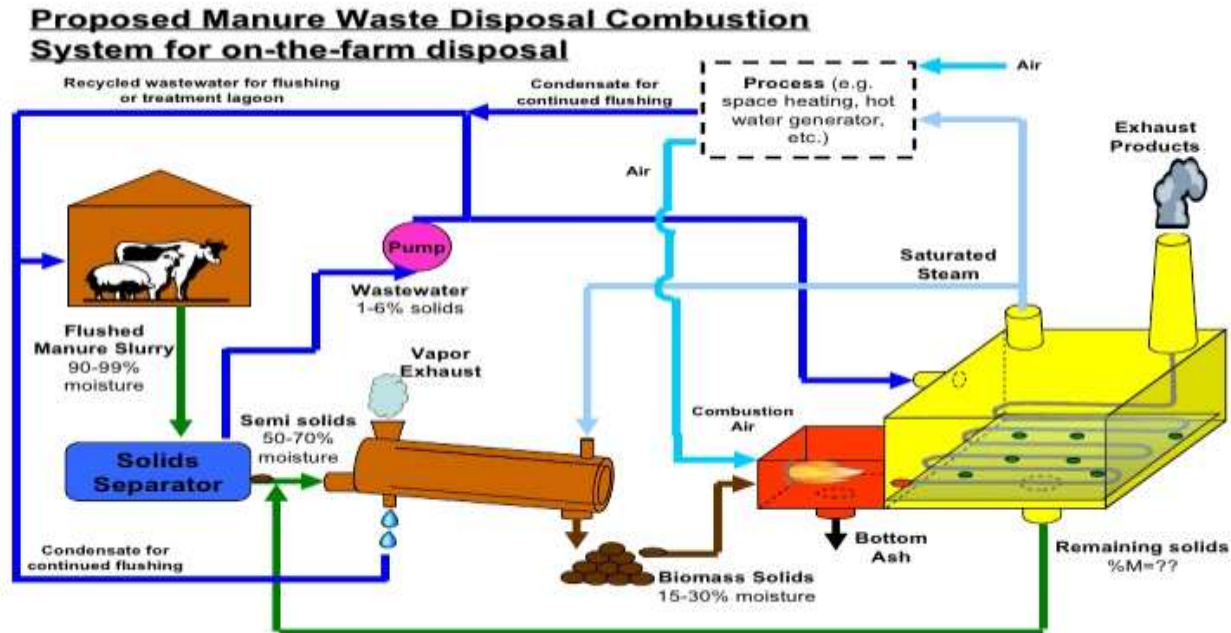 Proposed Manure Waste Disposal Combustion
System for on-the-farm disposal
Recycled wastewater for flushing
or treatment lagoon
Condensate for
continued flushing
Process (e.g.
space heating, hot
water generator,
etc.)
Air
Exhaust
Products
Air
Pump
Wastewater
1-6% solids
Saturated
Steam
Flushed
Manure Slurry
90-99%
moisture
Vapor
Exhaust
Semi solids
50-70%
moisture
Combustion
Air
Solids
Separator
Condensate for
continued flushing
Biomass Solids
15-30% moisture
Bottom
Ash
Remaining solids
%M=??